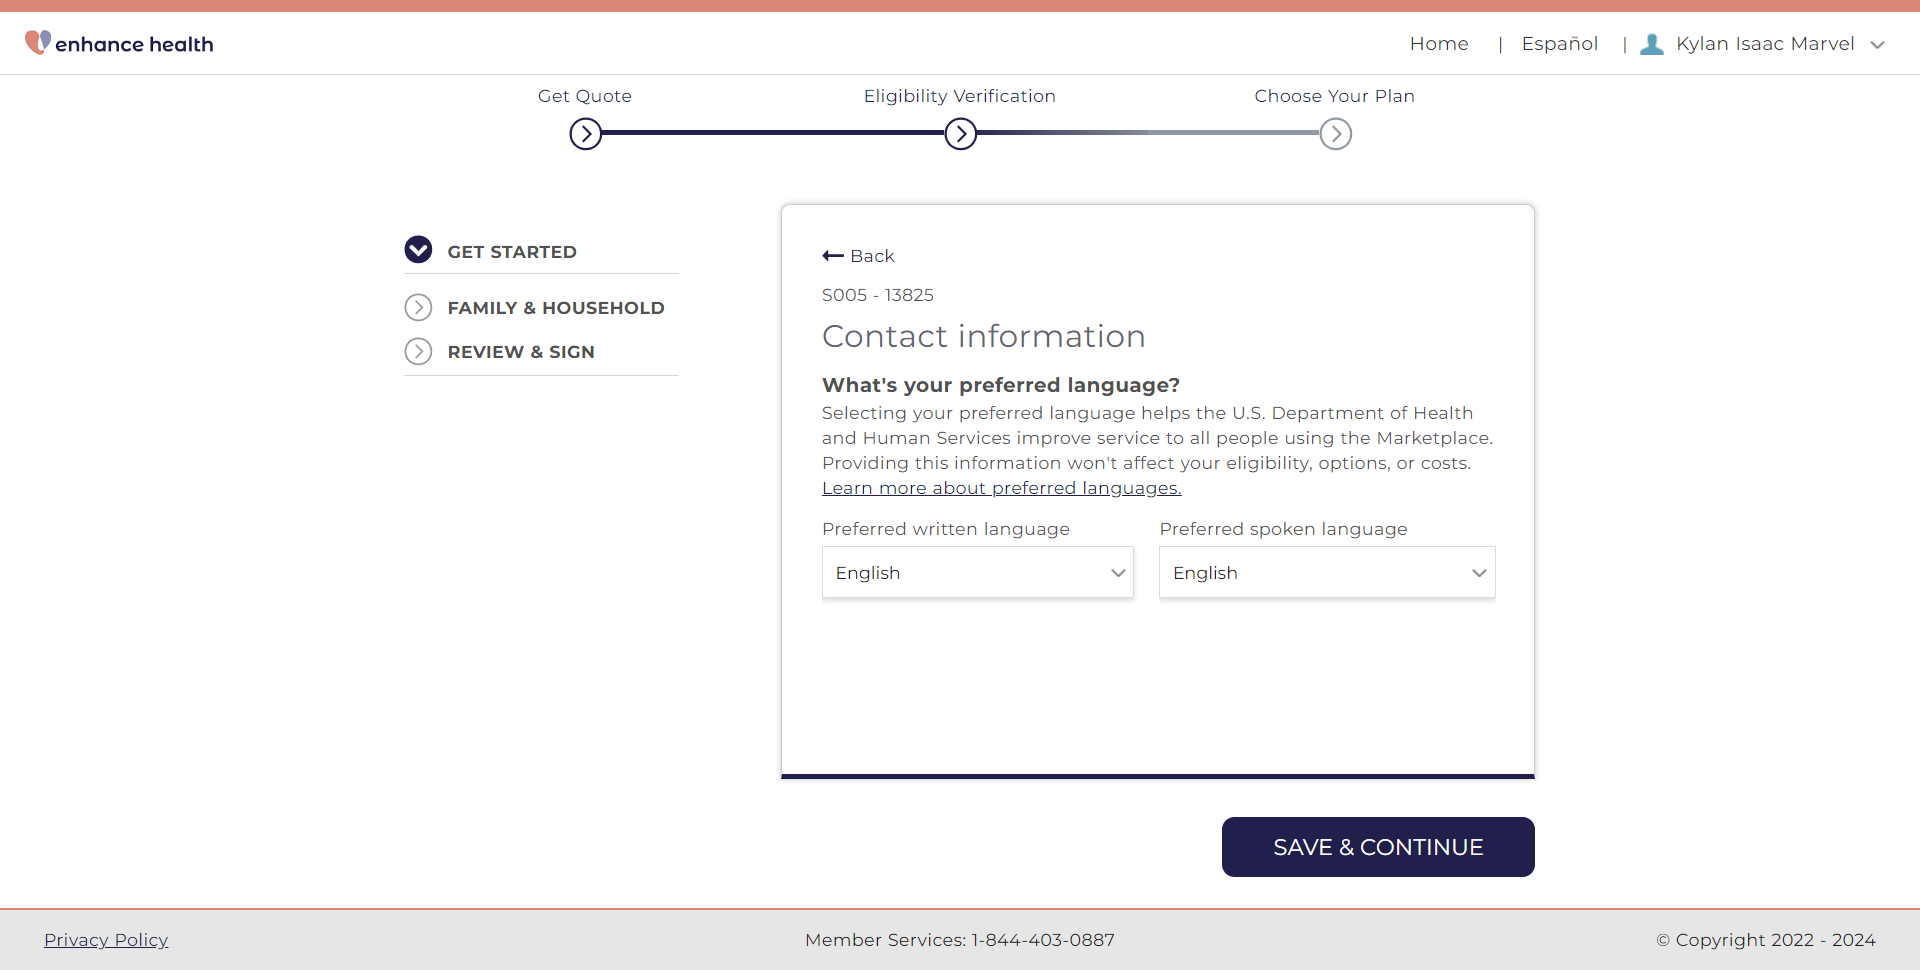 enhance health
Home | Español | Kylan Isaac Marvel
Get Quote
Eligibility Verification
Choose Your Plan
GET STARTED
FAMILY & HOUSEHOLD
REVIEW & SIGN
Back
S005 - 13825
Contact information
What's your preferred language?
Selecting your preferred language helps the U.S. Department of Health
and Human Services improve service to all people using the Marketplace.
Providing this information won't affect your eligibility, options, or costs.
Learn more about preferred languages.
Preferred written language
English
Preferred spoken language
English
SAVE & CONTINUE
Privacy Policy
Member Services: 1-844-403-0887
© Copyright 2022 - 2024